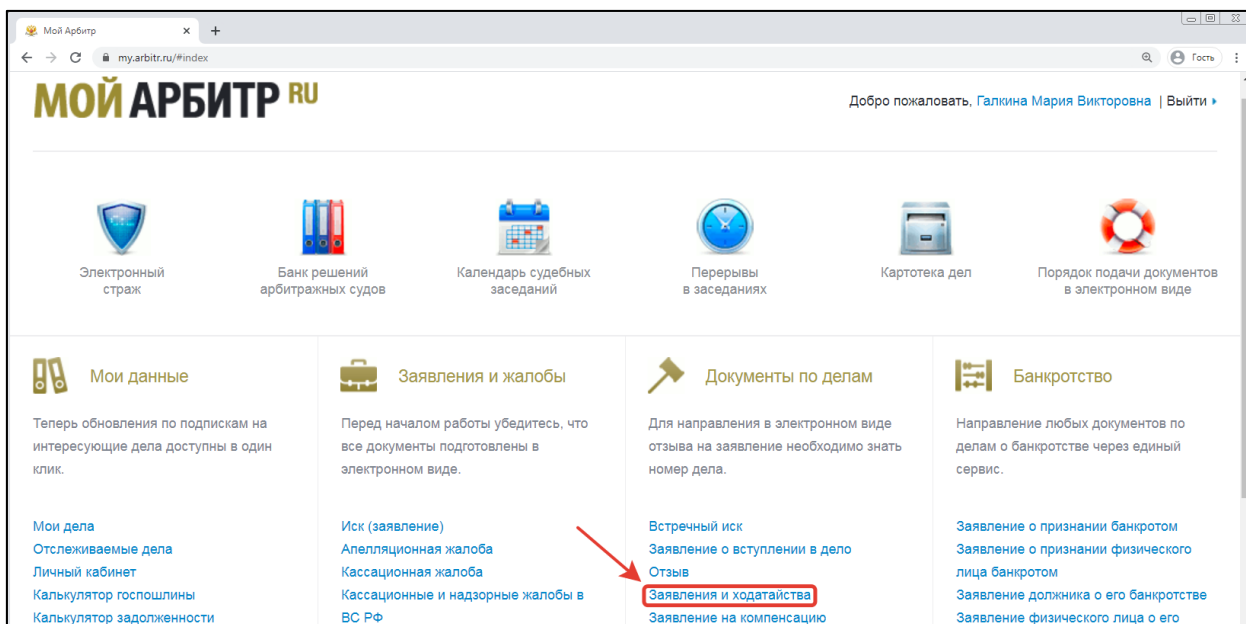 Мой Арбитр
my.arbitr.ru/#index
Гость
МОЙ АРБИТР RU
Добро пожаловать, Галкина Мария Викторовна | Выйти
Электронный
страж
Банк решений
арбитражных судов
Календарь судебных
заседаний
Перерывы
в заседаниях
Картотека дел
Порядок подачи документов
в электронном виде
Мои данные
Теперь обновления по подпискам на
интересующие дела доступны в один
клик.
Мои дела
Отслеживаемые дела
Личный кабинет
Калькулятор госпошлины
Калькулятор задолженности
Заявления и жалобы
Перед началом работы убедитесь, что
все документы подготовлены в
электронном виде.
Иск (заявление)
Апелляционная жалоба
Кассационная жалоба
Кассационные и надзорные жалобы в
ВС РФ
Документы по делам
Для направления в электронном виде
отзыва на заявление необходимо знать
номер дела.
Встречный иск
Заявление о вступлении в дело
Отзыв
Заявления и ходатайства
Заявление на компенсацию
Банкротство
Направление любых документов по
делам о банкротстве через единый
сервис.
Заявление о признании банкротом
Заявление о признании физического
лица банкротом
Заявление должника о его банкротстве
Заявление физического лица о его